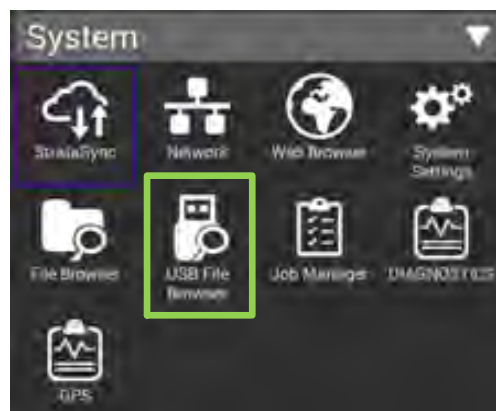 System
StrataSync
Network
Web Browser
System
Settings
File Browser
USB File
Browser
Job Manager
DIAGNOSTICS
GPS